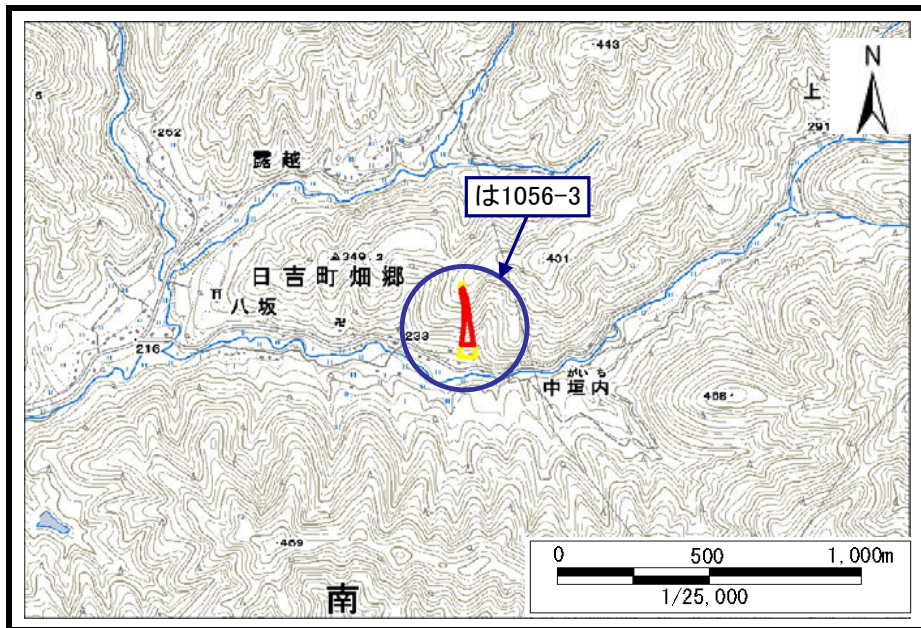 ・443
N
上
291
・262
露越
は1056-3
△349.2
・401
日吉町畑郷
八坂
・216
233
がいち
中垣内
468・
・469
0 500 1,000m
1/25,000
南